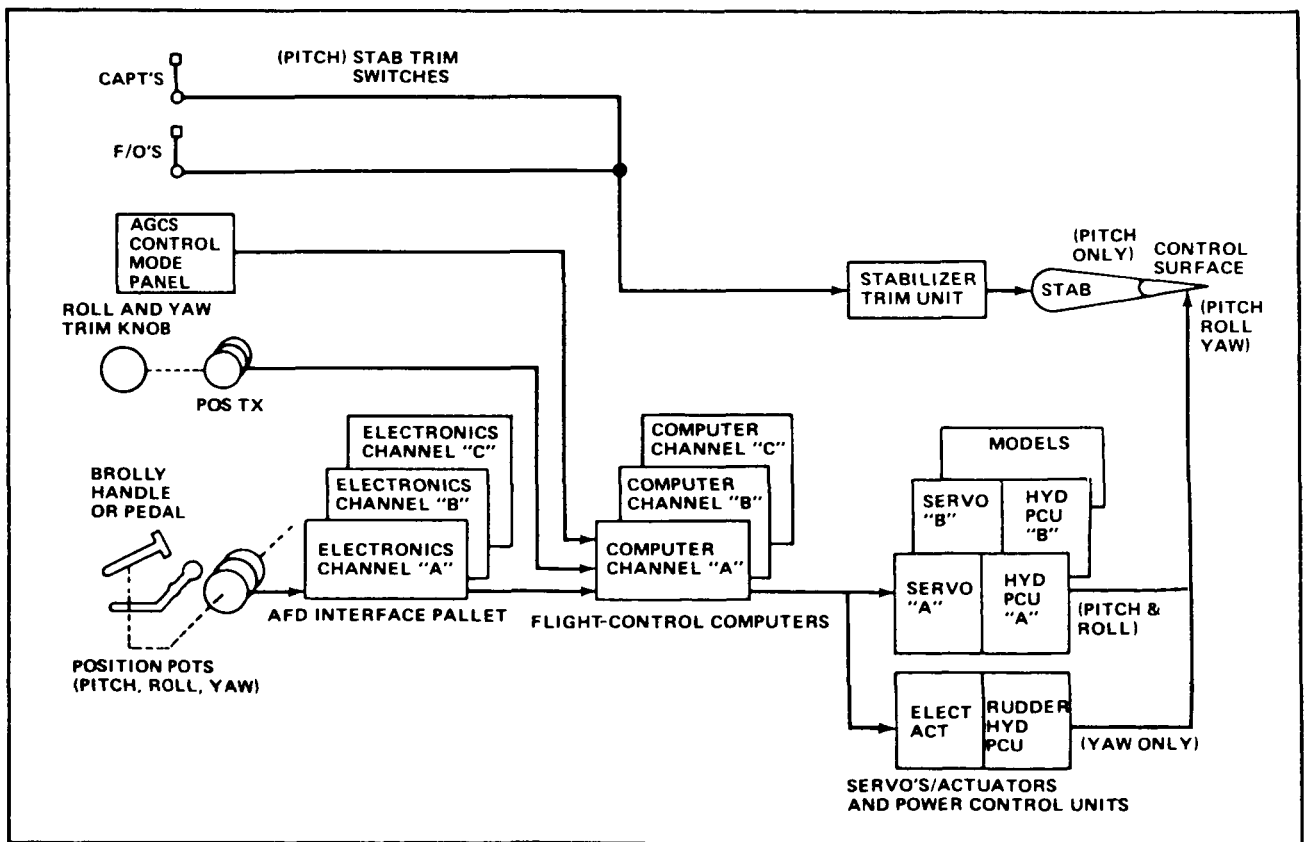 (PITCH) STAB TRIM
SWITCHES
CAPT'S
F/O'S
AGCS
CONTROL
MODE
PANEL
ROLL AND YAW
TRIM KNOB
POS TX
STABILIZER
TRIM UNIT
(PITCH
ONLY)
CONTROL
SURFACE
STAB
(PITCH
ROLL
YAW)
BROLLY
HANDLE
OR PEDAL
POSITION POTS
(PITCH, ROLL, YAW)
ELECTRONICS
CHANNEL "C"
ELECTRONICS
CHANNEL "B"
ELECTRONICS
CHANNEL "A"
AFD INTERFACE PALLET
COMPUTER
CHANNEL "C"
COMPUTER
CHANNEL "B"
COMPUTER
CHANNEL "A"
FLIGHT-CONTROL COMPUTERS
MODELS
SERVO
"B"
HYD
PCU
"B"
SERVO
"A"
HYD
PCU
"A"
(PITCH &
ROLL)
ELECT
ACT
RUDDER
HYD
PCU
(YAW ONLY)
SERVO'S/ACTUATORS
AND POWER CONTROL UNITS